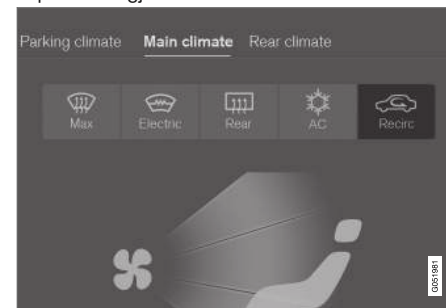 Parking climate Main climate Rear climate
Max Electric Rear AC Recirc
G051981